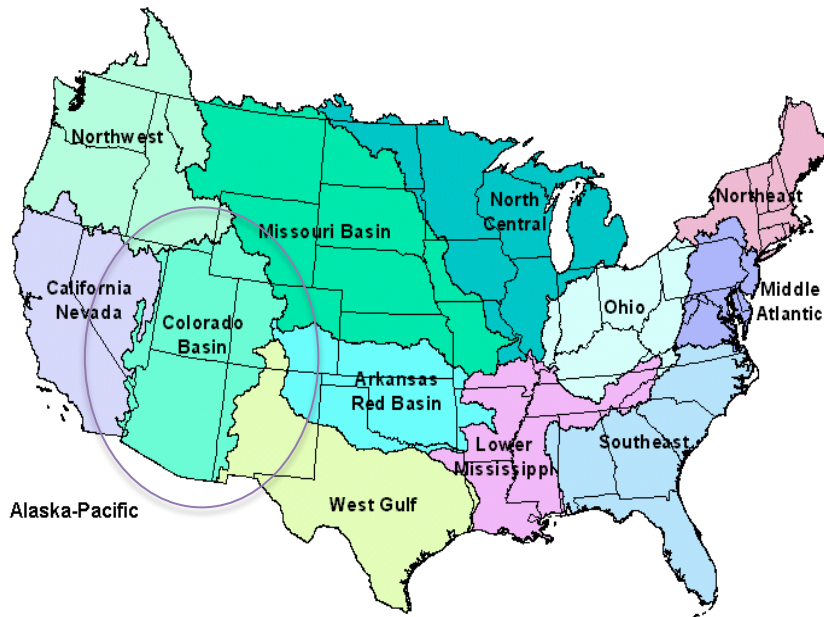 Northwest
Missouri Basin
North
Central
Northeast
California
Nevada
Colorado
Basin
Ohio
Middle
Atlantic
Arkansas
Red Basin
Lower
Mississippi
Southeast
West Gulf
Alaska-Pacific